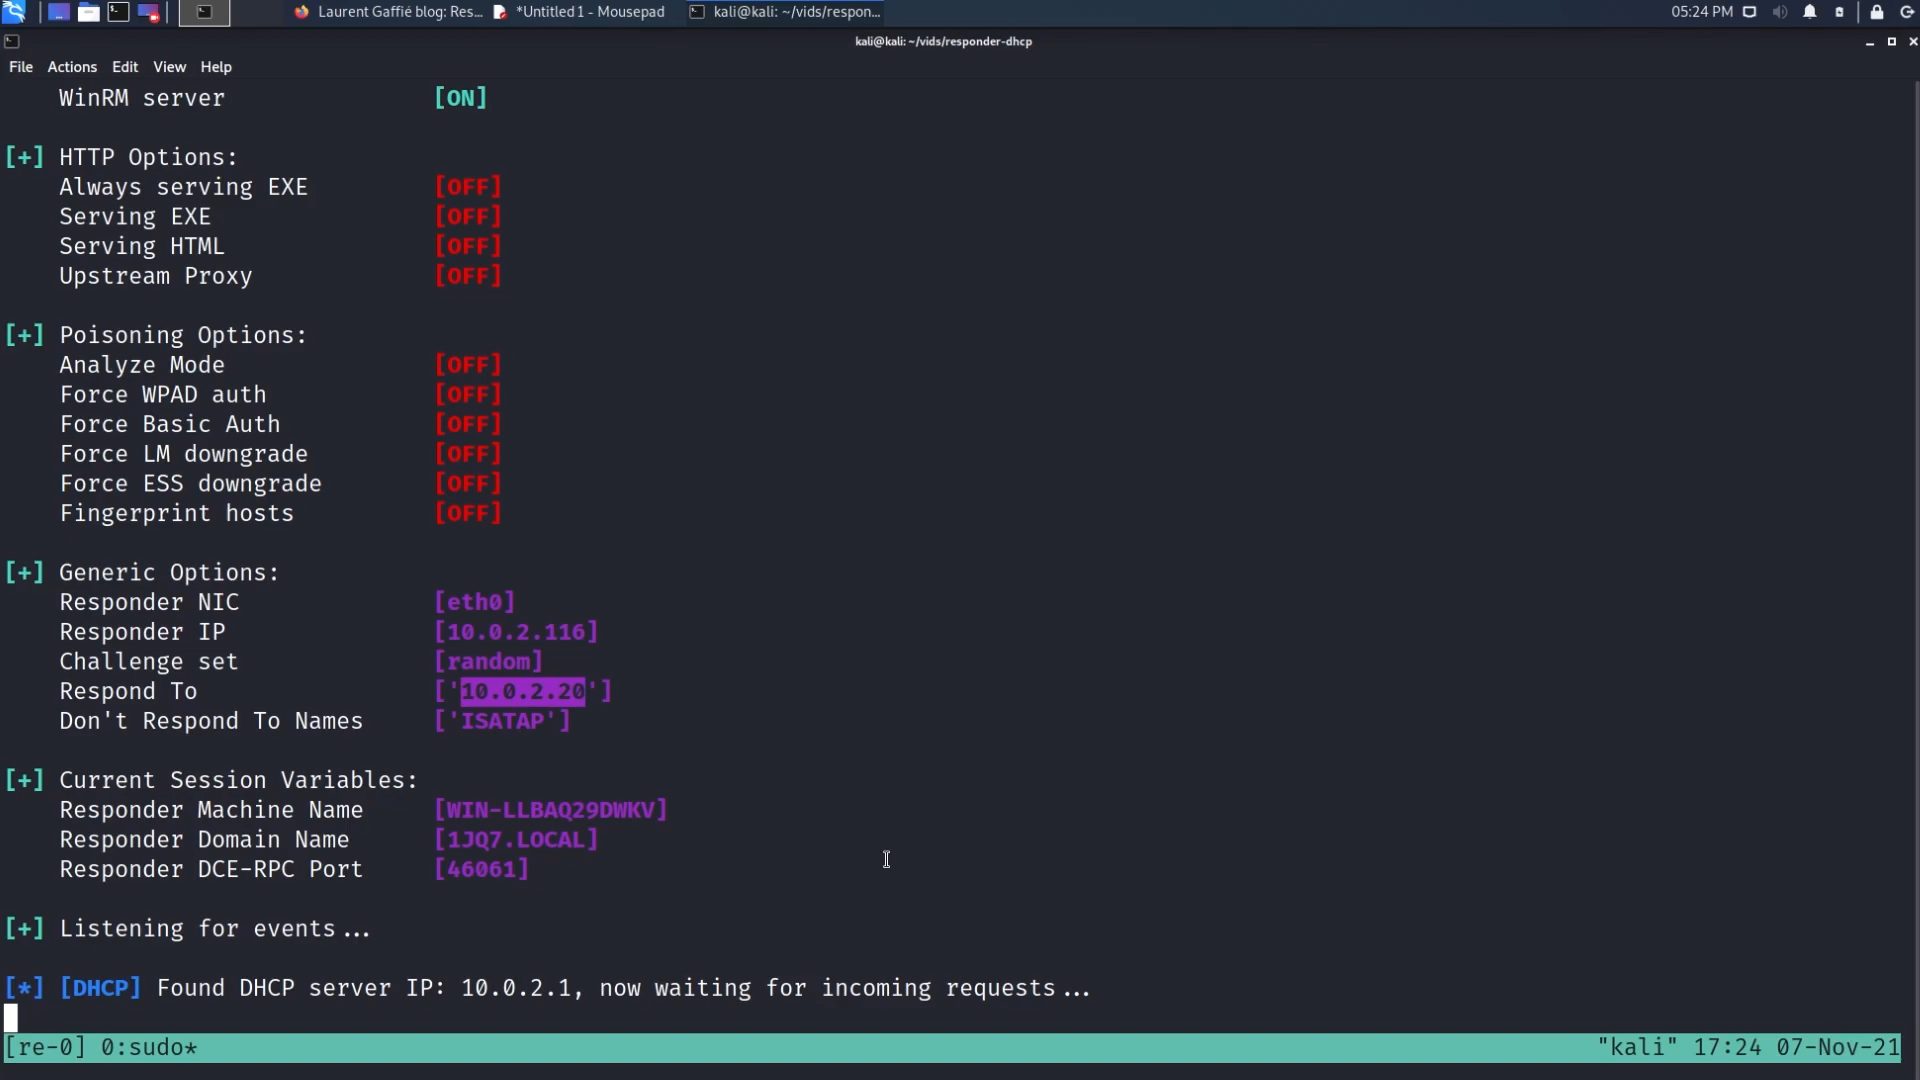 Laurent Gaffié blog: Res... *Untitled 1 - Mousepad kali@kali: ~/vids/respon... 05:24 PM
kali@kali: ~/vids/responder-dhcp
File Actions Edit View Help
WinRM server [ON]
[+] HTTP Options:
Always serving EXE [OFF]
Serving EXE [OFF]
Serving HTML [OFF]
Upstream Proxy [OFF]
[+] Poisoning Options:
Analyze Mode [OFF]
Force WPAD auth [OFF]
Force Basic Auth [OFF]
Force LM downgrade [OFF]
Force ESS downgrade [OFF]
Fingerprint hosts [OFF]
[+] Generic Options:
Responder NIC [eth0]
Responder IP [10.0.2.116]
Challenge set [random]
Respond To ['10.0.2.20']
Don't Respond To Names ['ISATAP']
[+] Current Session Variables:
Responder Machine Name [WIN-LLBAQ29DWKV]
Responder Domain Name [1JQ7.LOCAL]
Responder DCE-RPC Port [46061]
[+] Listening for events...
[*] [DHCP] Found DHCP server IP: 10.0.2.1, now waiting for incoming requests...
[re-0] 0:sudo* "kali" 17:24 07-Nov-21